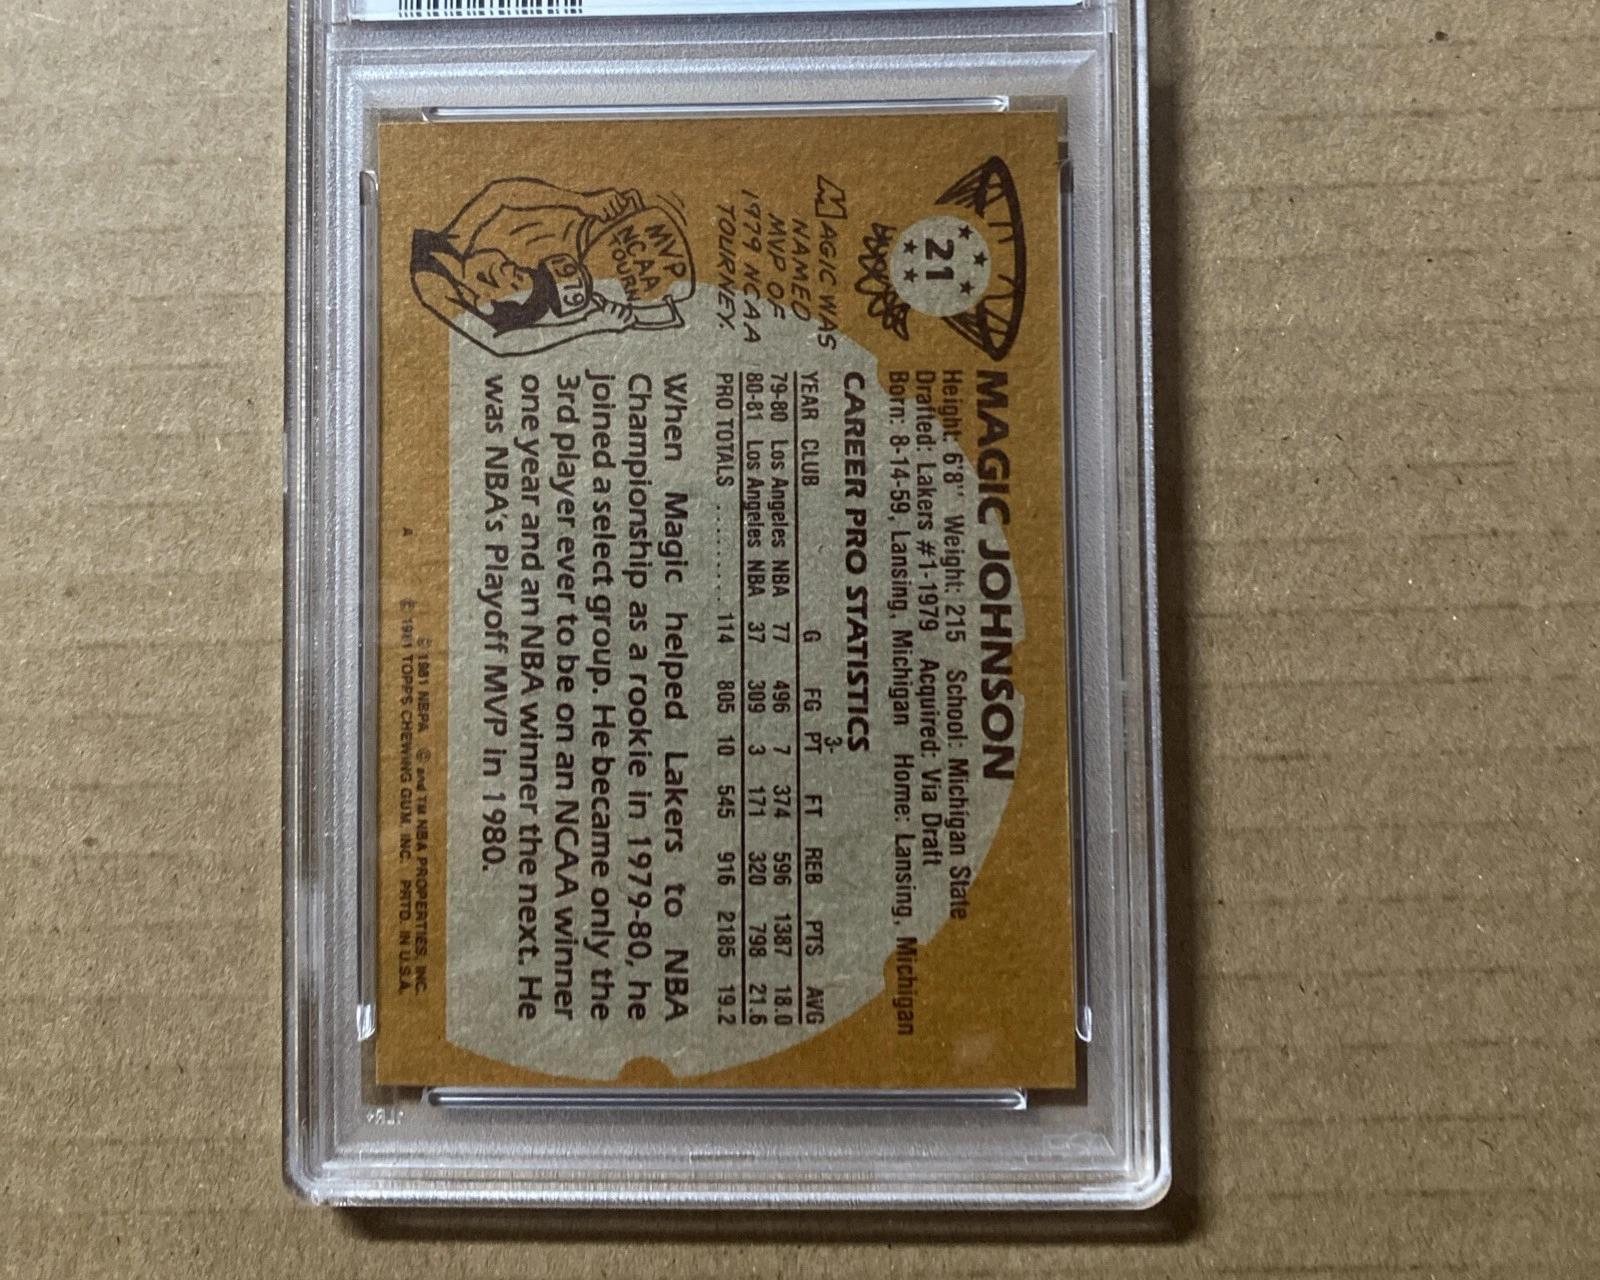 21
MAGIC JOHNSON
Height: 6'8" Weight: 215 School: Michigan State
Drafted: Lakers #1-1979 Acquired: Via Draft
Born: 8-14-59, Lansing, Michigan Home: Lansing, Michigan
MAGIC WAS
NAMED
MVP OF
1979 NCAA
TOURNEY.
MVP
NCAA
TOURN
1979
CAREER PRO STATISTICS
YEAR CLUB G FG 3-PT FT REB PTS AVG
79-80 Los Angeles NBA 77 496 7 374 596 1387 18.0
80-81 Los Angeles NBA 37 309 3 171 320 798 21.6
PRO TOTALS ......... 114 805 10 545 916 2185 19.2
When Magic helped Lakers to NBA
Championship as a rookie in 1979-80, he
joined a select group. He became only the
3rd player ever to be on an NCAA winner
one year and an NBA winner the next. He
was NBA's Playoff MVP in 1980.
© 1981 NBPA © and TM NBA PROPERTIES, INC.
A © 1981 TOPPS CHEWING GUM, INC. PRTD. IN U.S.A.